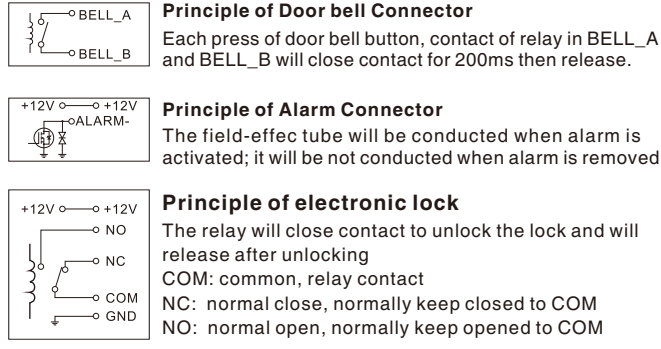 BELL_A
BELL_B
Principle of Door bell Connector
Each press of door bell button, contact of relay in BELL_A
and BELL_B will close contact for 200ms then release.
+12V +12V
ALARM-
Principle of Alarm Connector
The field-effec tube will be conducted when alarm is
activated; it will be not conducted when alarm is removed
+12V +12V
NO
NC
COM
GND
Principle of electronic lock
The relay will close contact to unlock the lock and will
release after unlocking
COM: common, relay contact
NC: normal close, normally keep closed to COM
NO: normal open, normally keep opened to COM